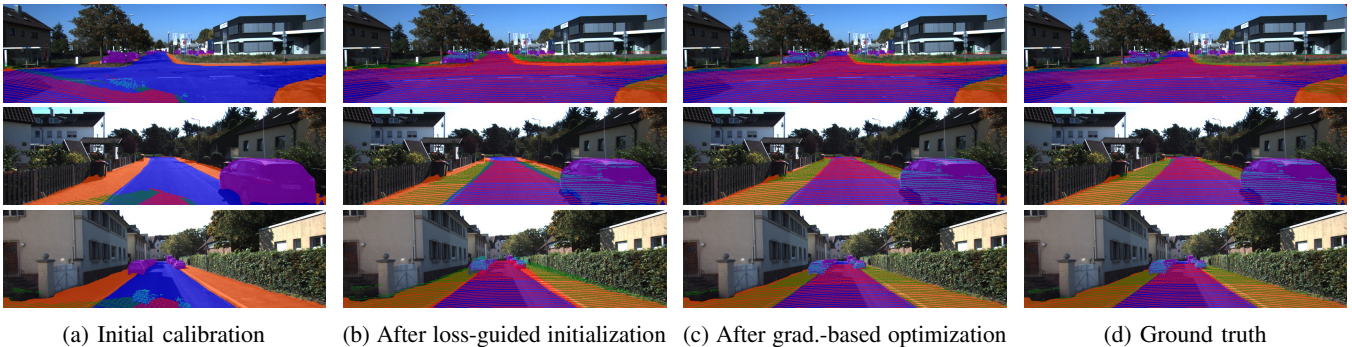 (a) Initial calibration
(b) After loss-guided initialization
(c) After grad.-based optimization
(d) Ground truth